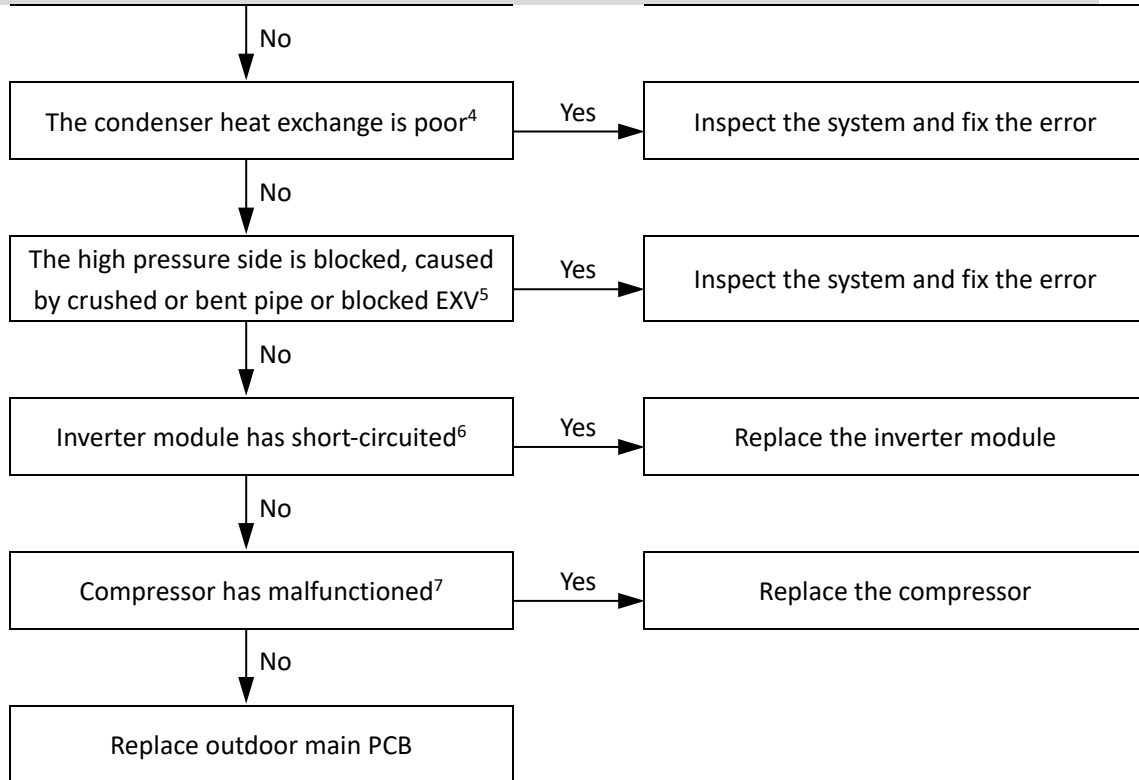 No
The condenser heat exchange is poor4
Yes
Inspect the system and fix the error
No
The high pressure side is blocked, caused
by crushed or bent pipe or blocked EXV5
Yes
Inspect the system and fix the error
No
Inverter module has short-circuited6
Yes
Replace the inverter module
No
Compressor has malfunctioned7
Yes
Replace the compressor
No
Replace outdoor main PCB